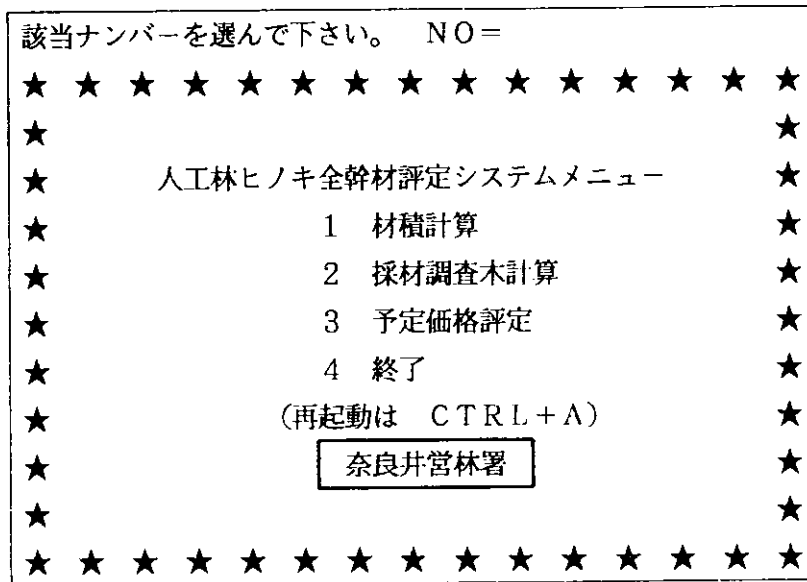 該当ナンバーを選んで下さい。　NO=
★ ★ ★ ★ ★ ★ ★ ★ ★ ★ ★ ★ ★ ★ ★
★ ★
★ 人工林ヒノキ全幹材評定システムメニュー ★
★ 1　材積計算 ★
★ 2　採材調査木計算 ★
★ 3　予定価格評定 ★
★ 4　終了 ★
★ (再起動は　CTRL+A) ★
★ 奈良井営林署 ★
★ ★
★ ★ ★ ★ ★ ★ ★ ★ ★ ★ ★ ★ ★ ★ ★